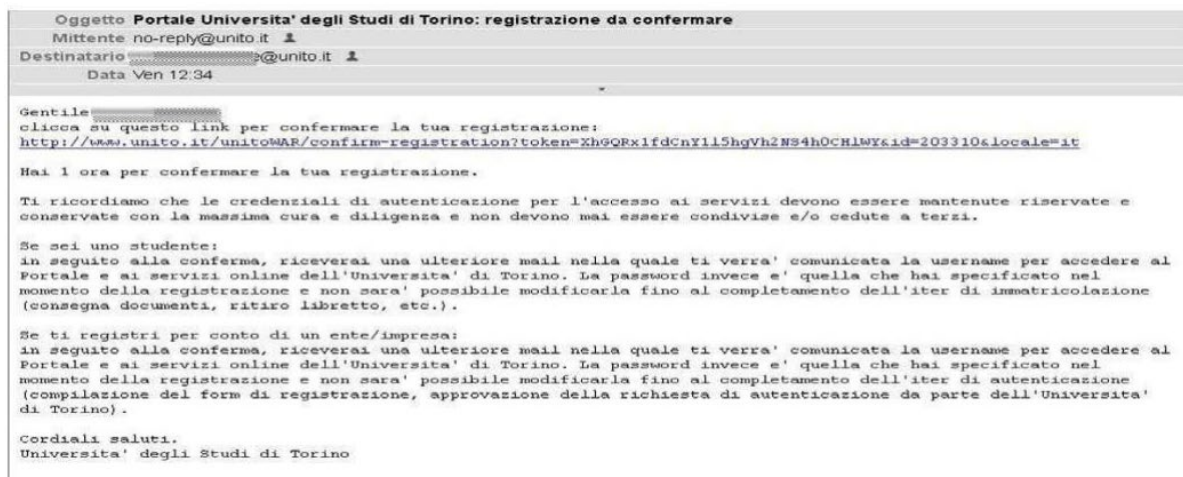 Oggetto Portale Universita' degli Studi di Torino: registrazione da confermare
Mittente no-reply@unito.it
Destinatario @unito.it
Data Ven 12:34
Gentile
clicca su questo link per confermare la tua registrazione:
http://www.unito.it/unitoWAR/confirm-registration?token=XhGQRx1fdCnY1l5hgVh2NS4h0CHlWY&id=203310&locale=it
Hai 1 ora per confermare la tua registrazione.
Ti ricordiamo che le credenziali di autenticazione per l'accesso ai servizi devono essere mantenute riservate e
conservate con la massima cura e diligenza e non devono mai essere condivise e/o cedute a terzi.
Se sei uno studente:
in seguito alla conferma, riceverai una ulteriore mail nella quale ti verra' comunicata la username per accedere al
Portale e ai servizi online dell'Universita' di Torino. La password invece e' quella che hai specificato nel
momento della registrazione e non sara' possibile modificarla fino al completamento dell'iter di immatricolazione
(consegna documenti, ritiro libretto, etc.).
Se ti registri per conto di un ente/impresa:
in seguito alla conferma, riceverai una ulteriore mail nella quale ti verra' comunicata la username per accedere al
Portale e ai servizi online dell'Universita' di Torino. La password invece e' quella che hai specificato nel
momento della registrazione e non sara' possibile modificarla fino al completamento dell'iter di autenticazione
(compilazione del form di registrazione, approvazione della richiesta di autenticazione da parte dell'Universita'
di Torino).
Cordiali saluti.
Universita' degli Studi di Torino